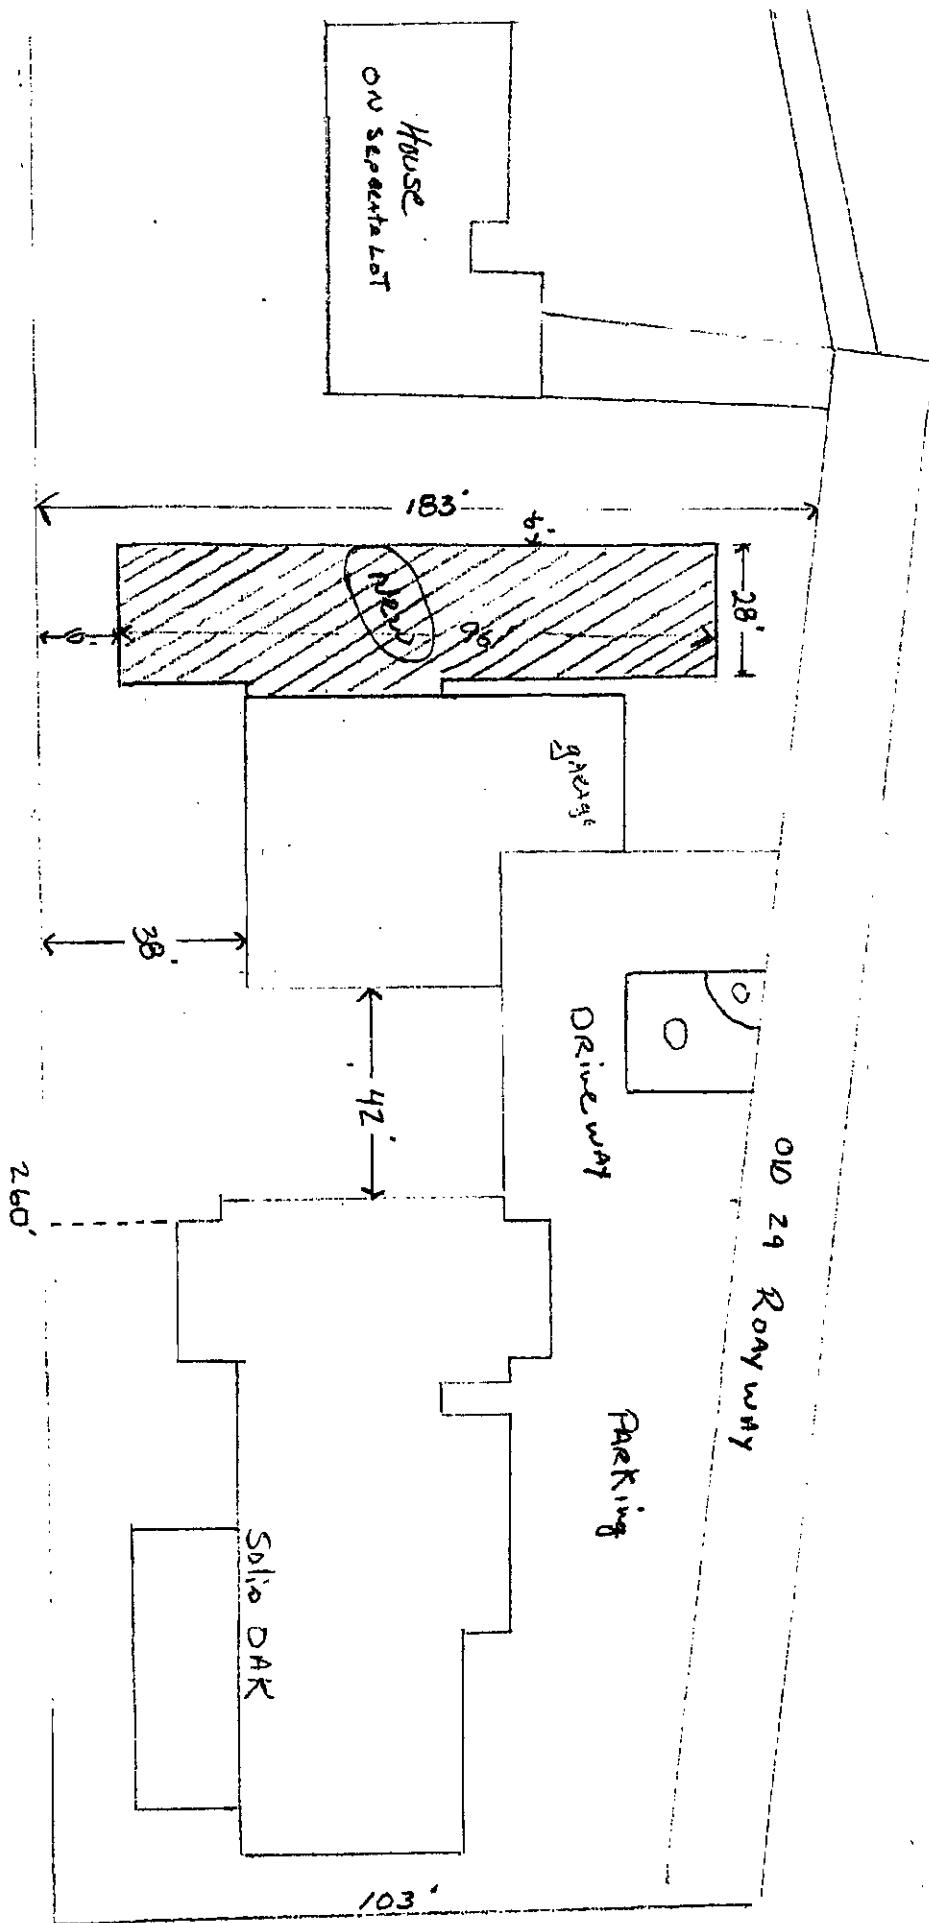 House
ON SEPERATE LOT
183'
6'
28'
New
96
garage
38'
DRIVEWAY
42'
OLD 29 ROAYWAY
260'
PARKing
SOLID OAK
103'